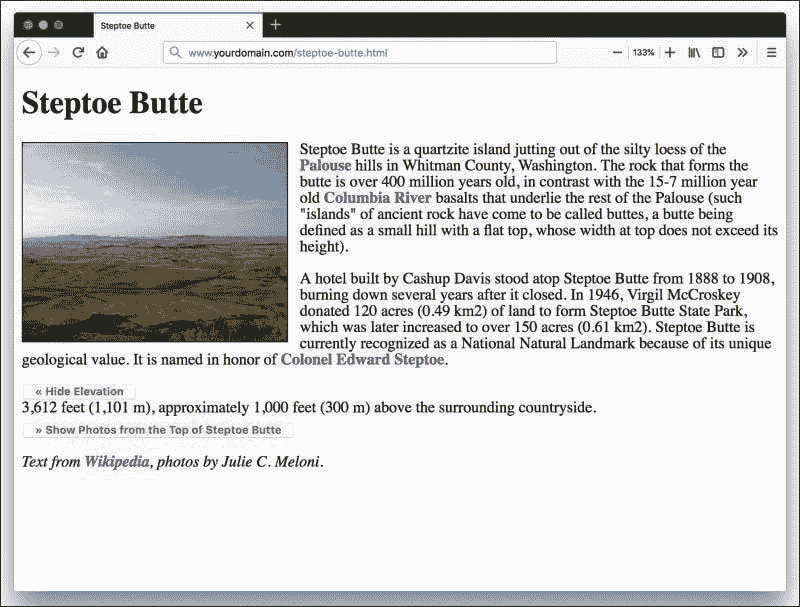 Steptoe Butte
www.yourdomain.com/steptoe-butte.html
133%
Steptoe Butte
Steptoe Butte is a quartzite island jutting out of the silty loess of the
Palouse hills in Whitman County, Washington. The rock that forms the
butte is over 400 million years old, in contrast with the 15-7 million year
old Columbia River basalts that underlie the rest of the Palouse (such
"islands" of ancient rock have come to be called buttes, a butte being
defined as a small hill with a flat top, whose width at top does not exceed its
height).
A hotel built by Cashup Davis stood atop Steptoe Butte from 1888 to 1908,
burning down several years after it closed. In 1946, Virgil McCroskey
donated 120 acres (0.49 km2) of land to form Steptoe Butte State Park,
which was later increased to over 150 acres (0.61 km2). Steptoe Butte is
currently recognized as a National Natural Landmark because of its unique
geological value. It is named in honor of Colonel Edward Steptoe.
« Hide Elevation
3,612 feet (1,101 m), approximately 1,000 feet (300 m) above the surrounding countryside.
» Show Photos from the Top of Steptoe Butte
Text from Wikipedia, photos by Julie C. Meloni.